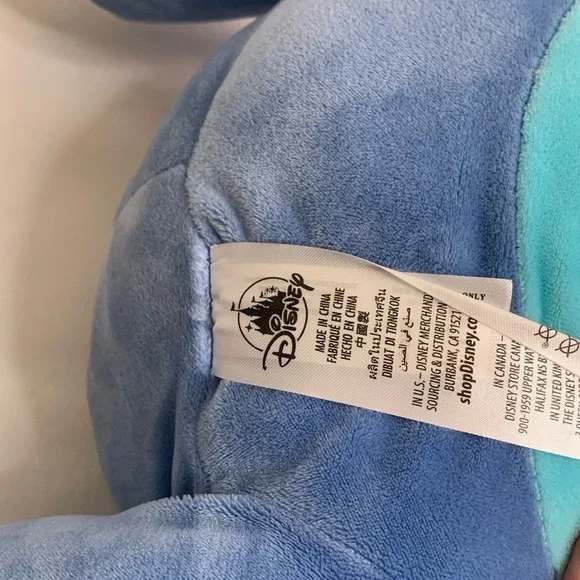 Disney
MADE IN CHINA
FABRIQUÉ EN CHINE
HECHO EN CHINA
中國製
ผลิตในประเทศจีน
صنع في الصين
DIBUAT DI TIONGKOK
IN U.S. – DISNEY MERCHAND
SOURCING & DISTRIBUTION
BURBANK, CA 91521
shopDisney.co
ONLY
IN CANADA –
DISNEY STORE CAN
900-1959 UPPER WAT
HALIFAX NS B
IN UNITED KIN
THE DISNEY S